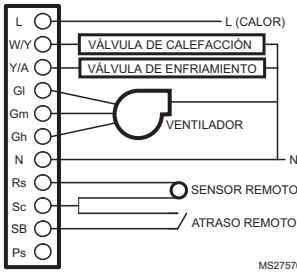 L
L (CALOR)
W/Y
VÁLVULA DE CALEFACCIÓN
Y/A
VÁLVULA DE ENFRIAMIENTO
Gl
Gm
VENTILADOR
Gh
N
N
Rs
SENSOR REMOTO
Sc
SB
ATRASO REMOTO
Ps